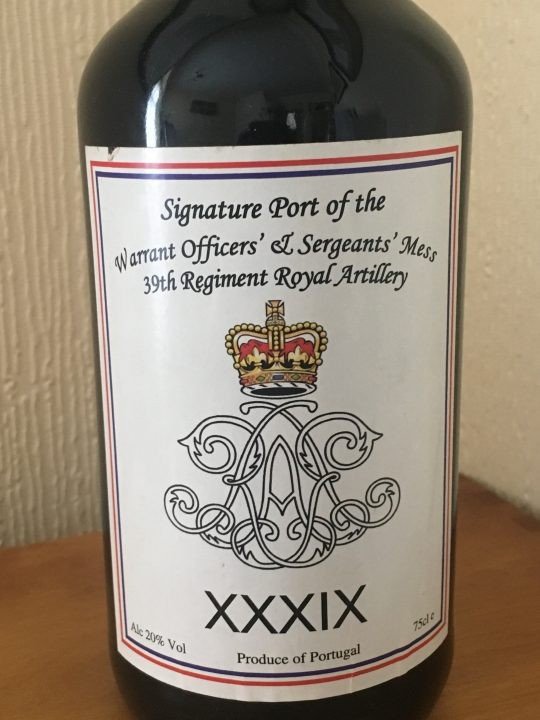 Signature Port of the
Warrant Officers' & Sergeants' Mess
39th Regiment Royal Artillery
XXXIX
Alc 20% Vol
Produce of Portugal
75cl e